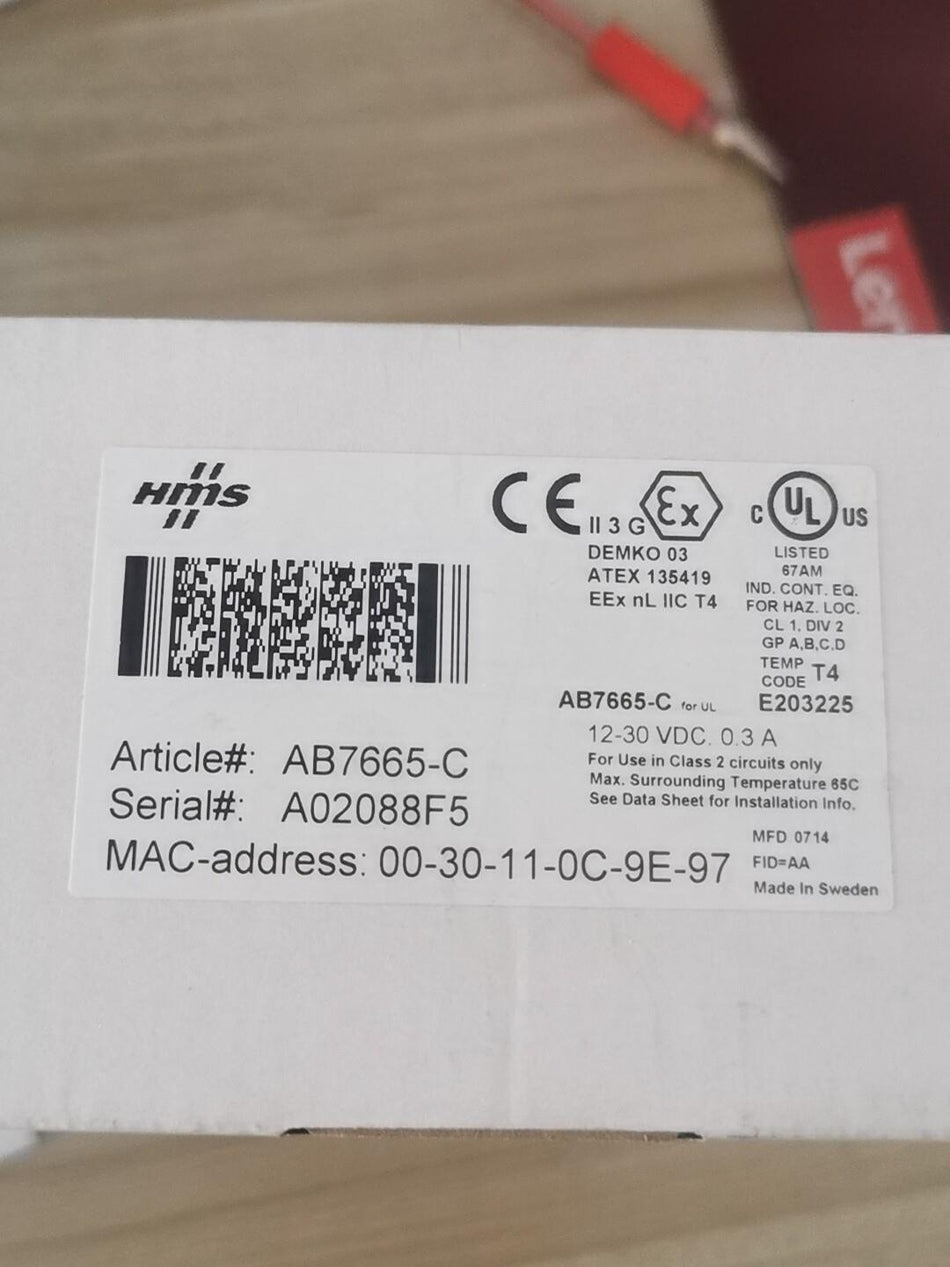 Len
HMS
CE
II 3 G
Ex
DEMKO 03
ATEX 135419
EEx nL IIC T4
C UL US
LISTED
67AM
IND. CONT. EQ.
FOR HAZ. LOC.
CL 1, DIV 2
GP A,B,C,D
TEMP
CODE T4
AB7665-C for UL E203225
12-30 VDC. 0.3 A
For Use in Class 2 circuits only
Max. Surrounding Temperature 65C
See Data Sheet for Installation Info.
Article#: AB7665-C
Serial#: A02088F5
MAC-address: 00-30-11-0C-9E-97
MFD 0714
FID=AA
Made In Sweden